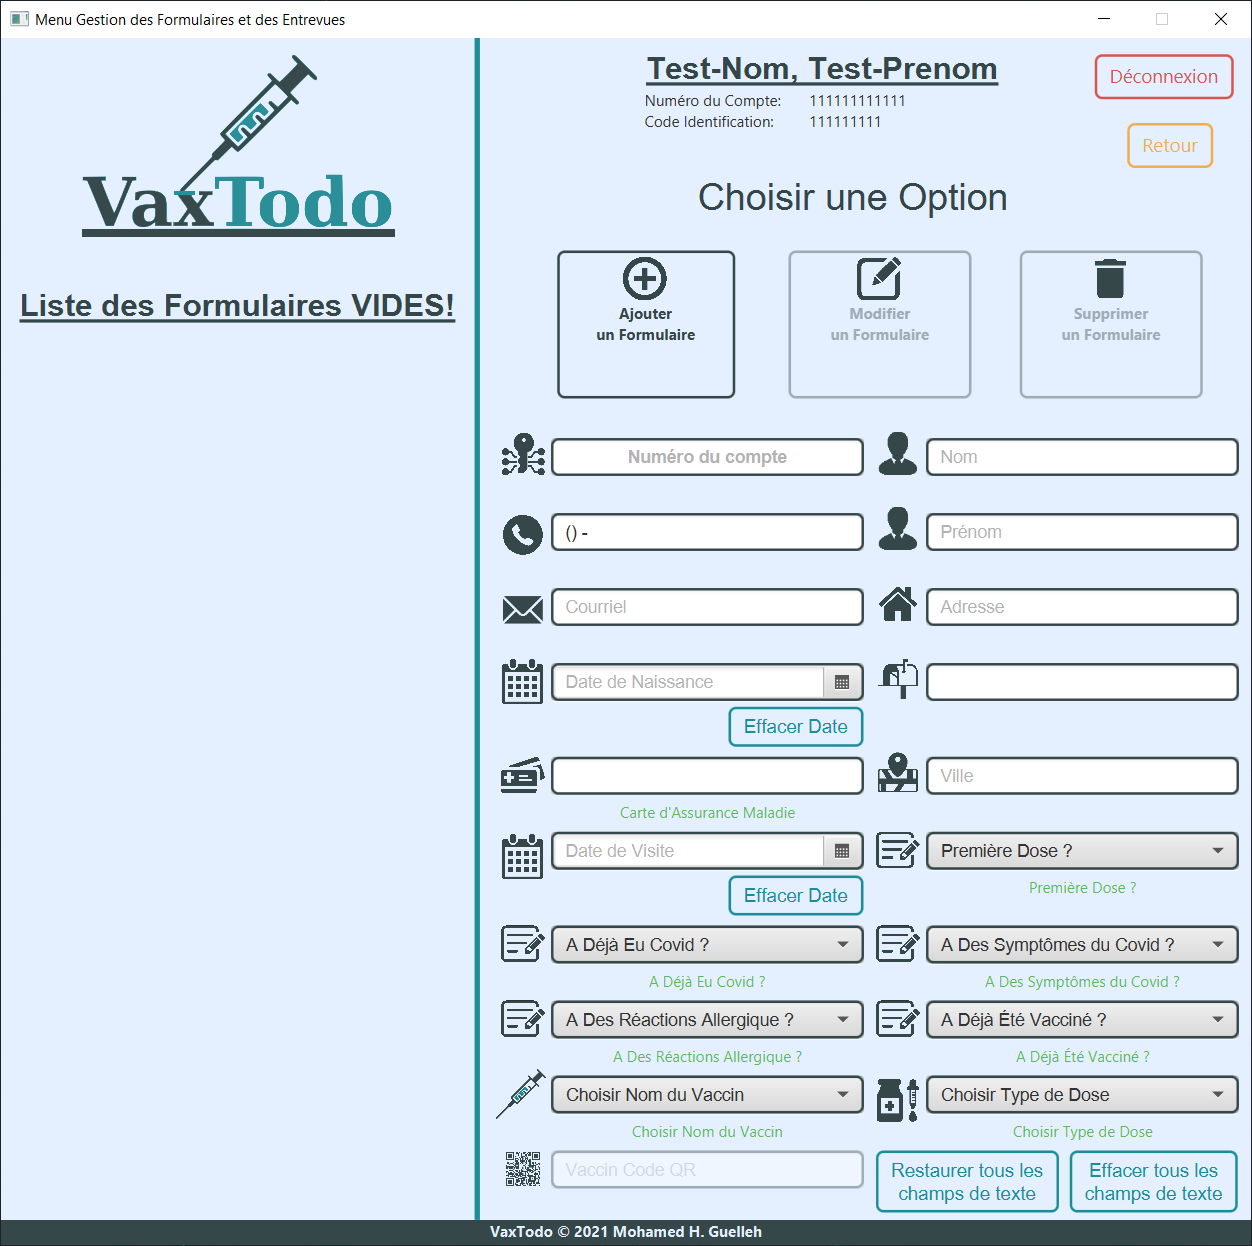 Menu Gestion des Formulaires et des Entrevues
VaxTodo
Liste des Formulaires VIDES!
Test-Nom, Test-Prenom
Numéro du Compte: 111111111111
Code Identification: 111111111
Déconnexion
Retour
Choisir une Option
Ajouter
un Formulaire
Modifier
un Formulaire
Supprimer
un Formulaire
Numéro du compte
Nom
() -
Prénom
Courriel
Adresse
Date de Naissance
Effacer Date
Ville
Carte d'Assurance Maladie
Date de Visite
Première Dose ?
Effacer Date
Première Dose ?
A Déjà Eu Covid ?
A Des Symptômes du Covid ?
A Déjà Eu Covid ?
A Des Symptômes du Covid ?
A Des Réactions Allergique ?
A Déjà Été Vacciné ?
A Des Réactions Allergique ?
A Déjà Été Vacciné ?
Choisir Nom du Vaccin
Choisir Type de Dose
Choisir Nom du Vaccin
Choisir Type de Dose
Vaccin Code QR
Restaurer tous les
champs de texte
Effacer tous les
champs de texte
VaxTodo © 2021 Mohamed H. Guelleh